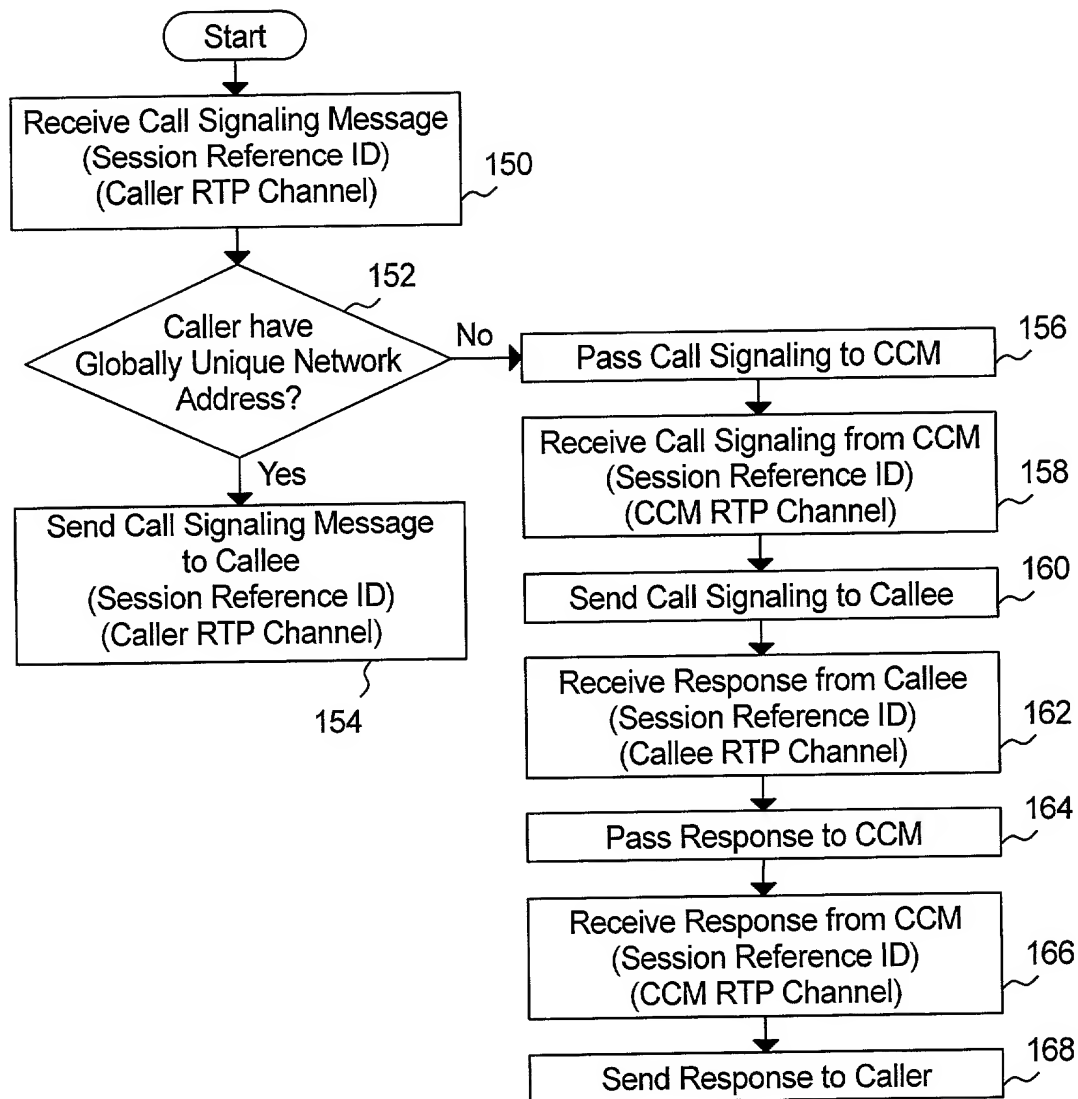 Start
Receive Call Signaling Message
(Session Reference ID)
(Caller RTP Channel)
150
152
Caller have
Globally Unique Network
Address?
No
Yes
Send Call Signaling Message
to Callee
(Session Reference ID)
(Caller RTP Channel)
154
Pass Call Signaling to CCM
156
Receive Call Signaling from CCM
(Session Reference ID)
(CCM RTP Channel)
158
Send Call Signaling to Callee
160
Receive Response from Callee
(Session Reference ID)
(Callee RTP Channel)
162
Pass Response to CCM
164
Receive Response from CCM
(Session Reference ID)
(CCM RTP Channel)
166
Send Response to Caller
168